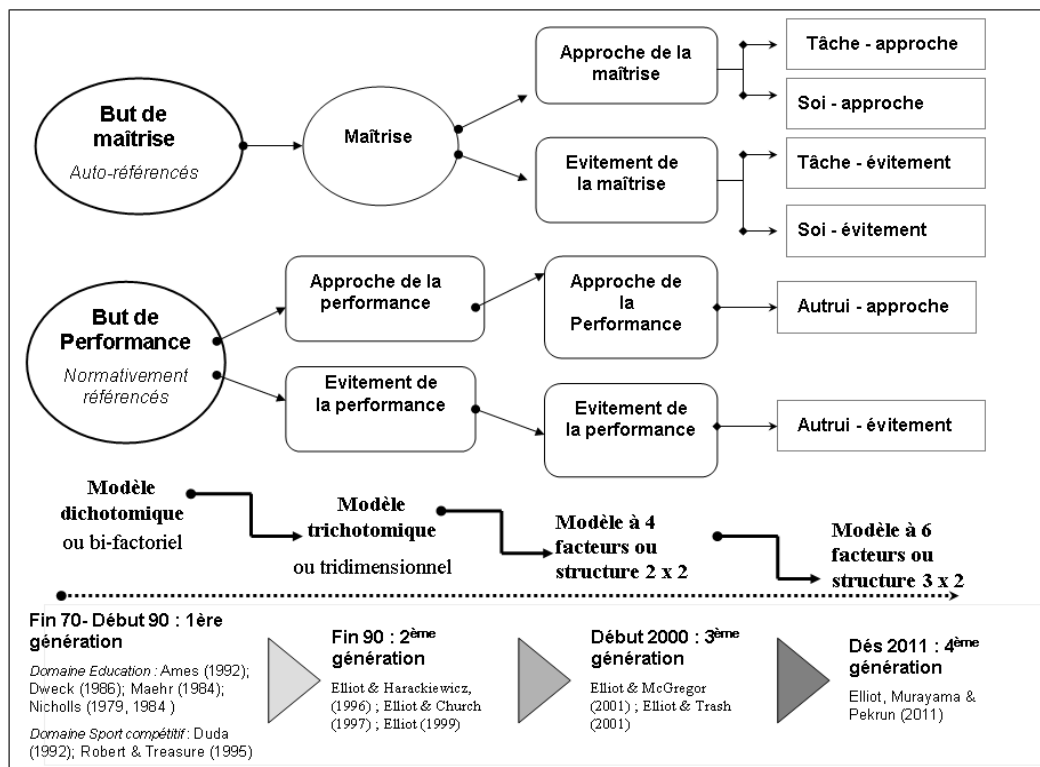 But de
maîtrise
Auto-référencés
Maîtrise
Approche de la
maîtrise
Evitement de
la maîtrise
Tâche - approche
Soi - approche
Tâche - évitement
Soi - évitement
But de
Performance
Normativement
référencés
Approche de la
performance
Evitement de
la performance
Approche de
la
Performance
Evitement de
la performance
Autrui - approche
Autrui - évitement
Modèle
dichotomique
ou bi-factoriel
Modèle
trichotomique
ou tridimensionnel
Modèle à 4
facteurs ou
structure 2 x 2
Modèle à 6
facteurs ou
structure 3 x 2
Fin 70- Début 90 : 1ère
génération
Domaine Education : Ames (1992);
Dweck (1986); Maehr (1984);
Nicholls (1979, 1984 )
Domaine Sport compétitif : Duda
(1992); Robert & Treasure (1995)
Fin 90 : 2ème
génération
Elliot & Harackiewicz,
(1996) ; Elliot & Church
(1997) ; Elliot (1999)
Début 2000 : 3ème
génération
Elliot & McGregor
(2001) ; Elliot & Trash
(2001)
Dés 2011 : 4ème
génération
Elliot, Murayama &
Pekrun (2011)